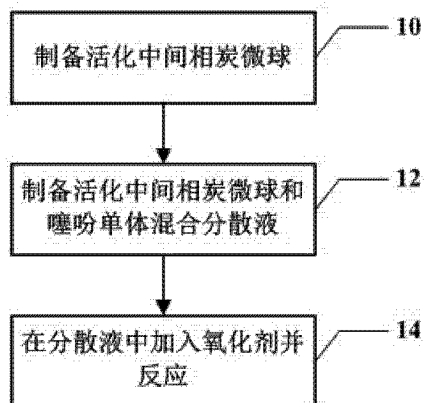 制备活化中间相炭微球
10
制备活化中间相炭微球和
噻吩单体混合分散液
12
在分散液中加入氧化剂并
反应
14